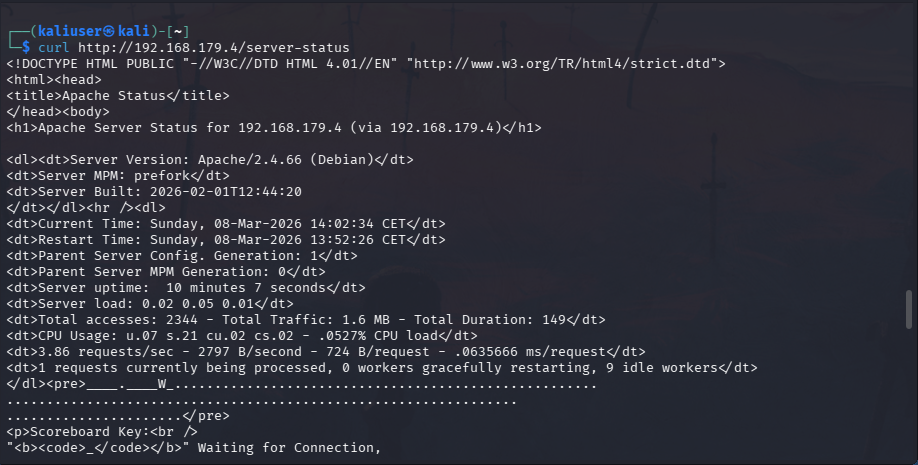 ┌──(kaliuser㉿kali)-[~]
└─$ curl http://192.168.179.4/server-status
<!DOCTYPE HTML PUBLIC "-//W3C//DTD HTML 4.01//EN" "http://www.w3.org/TR/html4/strict.dtd">
<html><head>
<title>Apache Status</title>
</head><body>
<h1>Apache Server Status for 192.168.179.4 (via 192.168.179.4)</h1>

<dl><dt>Server Version: Apache/2.4.66 (Debian)</dt>
<dt>Server MPM: prefork</dt>
<dt>Server Built: 2026-02-01T12:44:20
</dt></dl><hr /><dl>
<dt>Current Time: Sunday, 08-Mar-2026 14:02:34 CET</dt>
<dt>Restart Time: Sunday, 08-Mar-2026 13:52:26 CET</dt>
<dt>Parent Server Config. Generation: 1</dt>
<dt>Parent Server MPM Generation: 0</dt>
<dt>Server uptime:  10 minutes 7 seconds</dt>
<dt>Server load: 0.02 0.05 0.01</dt>
<dt>Total accesses: 2344 - Total Traffic: 1.6 MB - Total Duration: 149</dt>
<dt>CPU Usage: u.07 s.21 cu.02 cs.02 - .0527% CPU load</dt>
<dt>3.86 requests/sec - 2797 B/second - 724 B/request - .0635666 ms/request</dt>
<dt>1 requests currently being processed, 0 workers gracefully restarting, 9 idle workers</dt>
</dl><pre>____.____W_.....................................................
................................................................
......................</pre>
<p>Scoreboard Key:<br />
"<b><code>_</code></b>" Waiting for Connection,